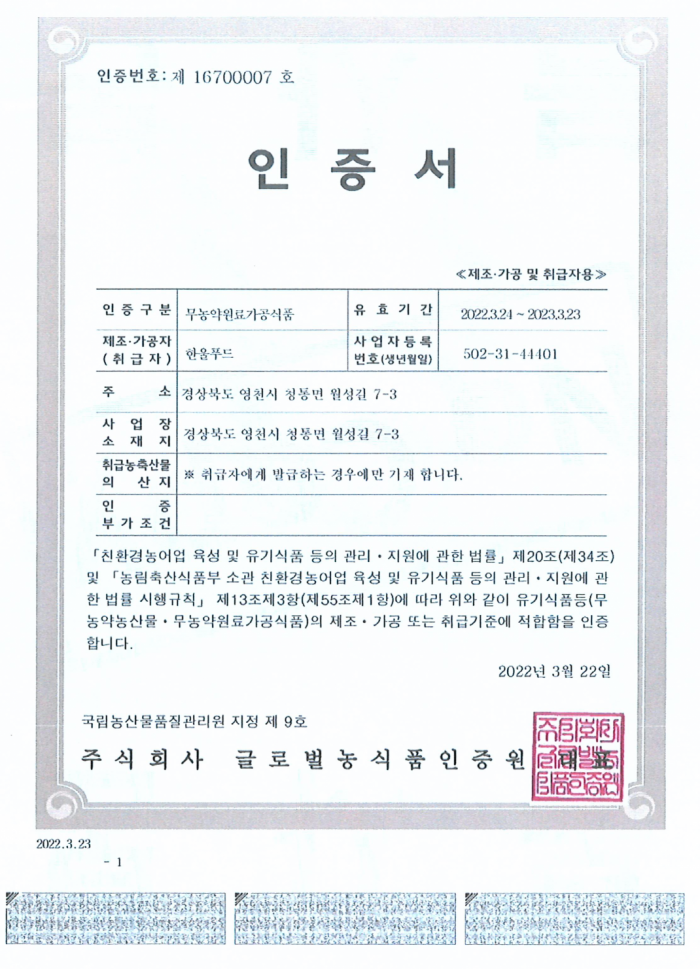 인증번호: 제 16700007 호
인 증 서
≪제조·가공 및 취급자용≫
인 증 구 분 무농약원료가공식품 유 효 기 간 2022.3.24 ~ 2023.3.23
제조·가공자 한울푸드 사 업 자 등 록
( 취 급 자 ) 번호(생년월일) 502-31-44401
주 소 경상북도 영천시 청통면 월성길 7-3
사 업 장 경상북도 영천시 청통면 월성길 7-3
소 재 지
취급농축산물 ※ 취급자에게 발급하는 경우에만 기재 합니다.
의 산 지
인 증
부 가 조 건
「친환경농어업 육성 및 유기식품 등의 관리・지원에 관한 법률」제20조(제34조)
및 「농림축산식품부 소관 친환경농어업 육성 및 유기식품 등의 관리・지원에 관
한 법률 시행규칙」 제13조제3항(제55조제1항)에 따라 위와 같이 유기식품등(무
농약농산물・무농약원료가공식품)의 제조・가공 또는 취급기준에 적합함을 인증
합니다.
2022년 3월 22일
국립농산물품질관리원 지정 제 9호
주 식 회 사 글 로 벌 농 식 품 인 증 원 대 표
2022.3.23
- 1